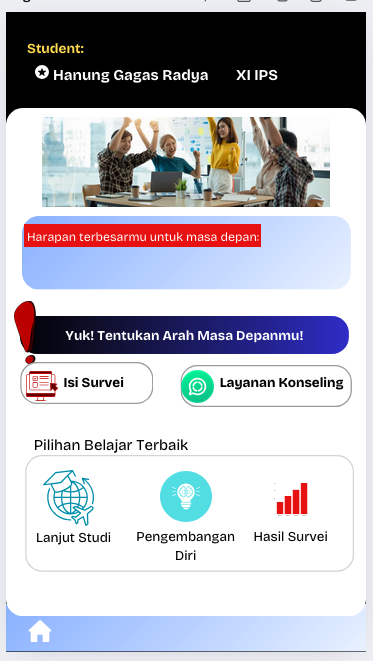 Student:
Hanung Gagas Radya XI IPS
Harapan terbesarmu untuk masa depan:
Yuk! Tentukan Arah Masa Depanmu!
Isi Survei Layanan Konseling
Pilihan Belajar Terbaik
Lanjut Studi Pengembangan Diri Hasil Survei